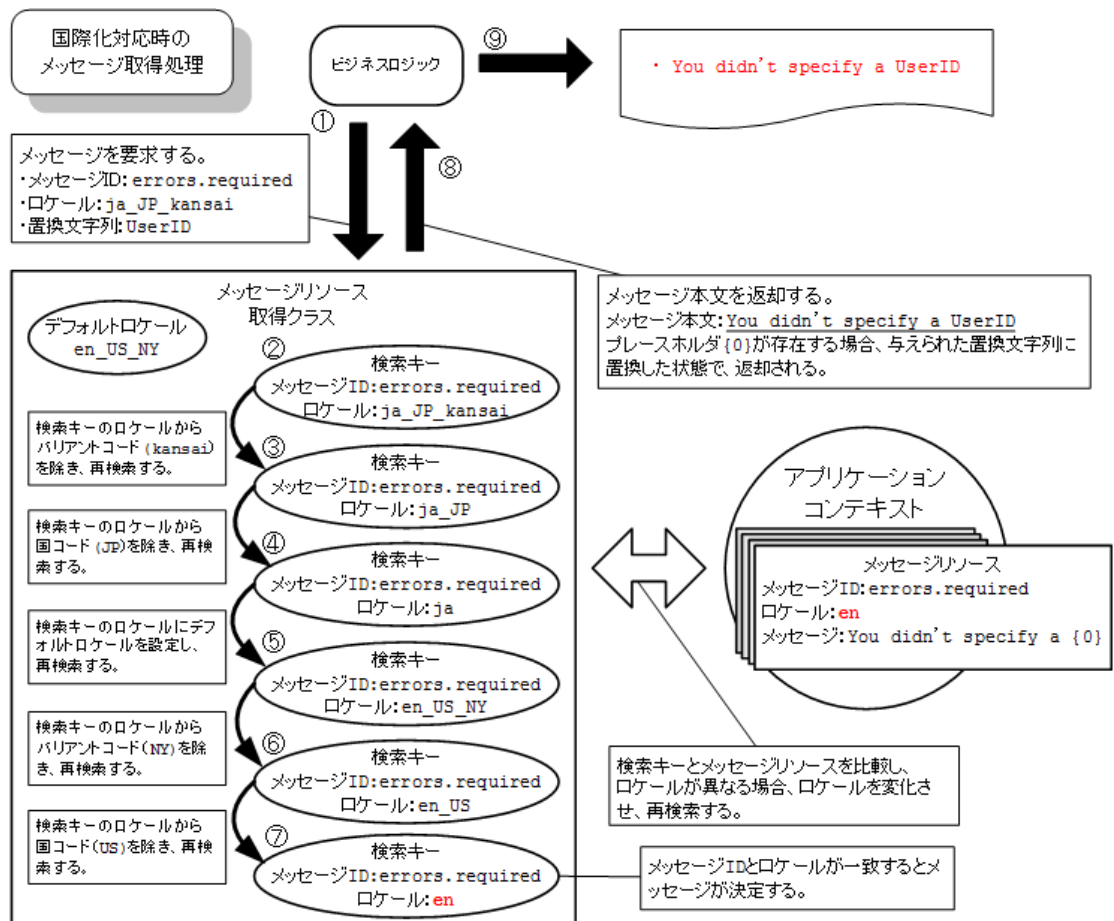 国際化対応時の
メッセージ取得処理
ビジネスロジック
⑨
・ You didn't specify a UserID
①
⑧
メッセージを要求する。
・メッセージID:errors.required
・ロケール:ja_JP_kansai
・置換文字列:UserID
メッセージ本文を返却する。
メッセージ本文:You didn't specify a UserID
プレースホルダ{0}が存在する場合、与えられた置換文字列に
置換した状態で、返却される。
メッセージリソース
取得クラス
デフォルトロケール
en_US_NY
②
検索キー
メッセージID:errors.required
ロケール:ja_JP_kansai
検索キーのロケールから
バリアントコード(kansai)
を除き、再検索する。
③
検索キー
メッセージID:errors.required
ロケール:ja_JP
検索キーのロケールから
国コード(JP)を除き、再検
索する。
④
検索キー
メッセージID:errors.required
ロケール:ja
検索キーのロケールにデフ
ォルトロケールを設定し、
再検索する。
⑤
検索キー
メッセージID:errors.required
ロケール:en_US_NY
検索キーのロケールから
バリアントコード(NY)を除
き、再検索する。
⑥
検索キー
メッセージID:errors.required
ロケール:en_US
検索キーのロケールから
国コード(US)を除き、再検
索する。
⑦
検索キー
メッセージID:errors.required
ロケール:en
アプリケーション
コンテキスト
メッセージリソース
メッセージID:errors.required
ロケール:en
メッセージ:You didn't specify a {0}
検索キーとメッセージリソースを比較し、
ロケールが異なる場合、ロケールを変化さ
せ、再検索する。
メッセージIDとロケールが一致するとメ
ッセージが決定する。